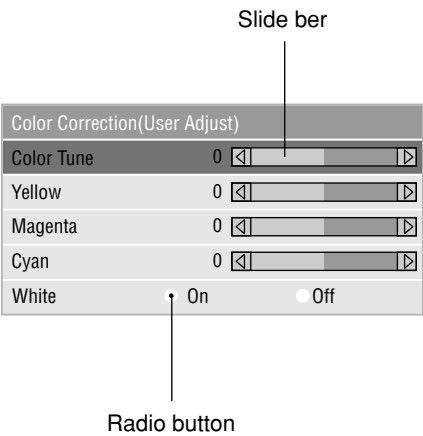 Slide ber
Color Correction(User Adjust)
Color Tune 0
Yellow 0
Magenta 0
Cyan 0
White On Off
Radio button